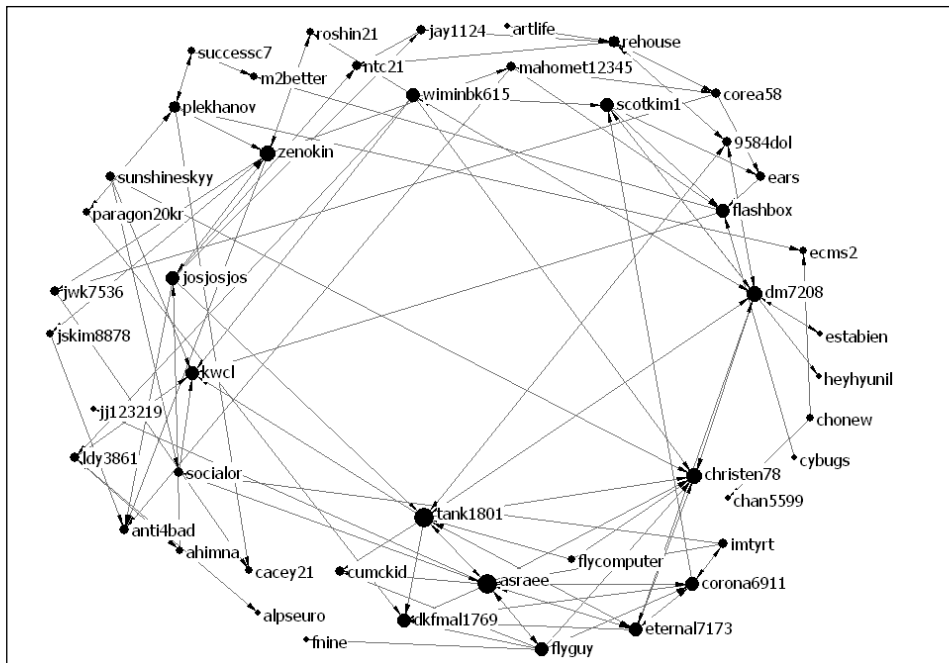 artlife
roshin21
jay1124
rehouse
successc7
ntc21
mahomet12345
m2better
wiminbk615
corea58
plekhanov
scotkim1
9584dol
zenokin
sunshineskyy
ears
paragon20kr
flashbox
ecms2
josjosjos
jwk7536
dm7208
jskim8878
estabien
kwcl
heyhyunil
jj123219
chonew
ldy3861
cybugs
socialor
christen78
chan5599
tank1801
anti4bad
imtyrt
ahimna
flycomputer
cacey21
cumckid
asraee
corona6911
alpseuro
dkfmal1769
eternal7173
fnine
flyguy